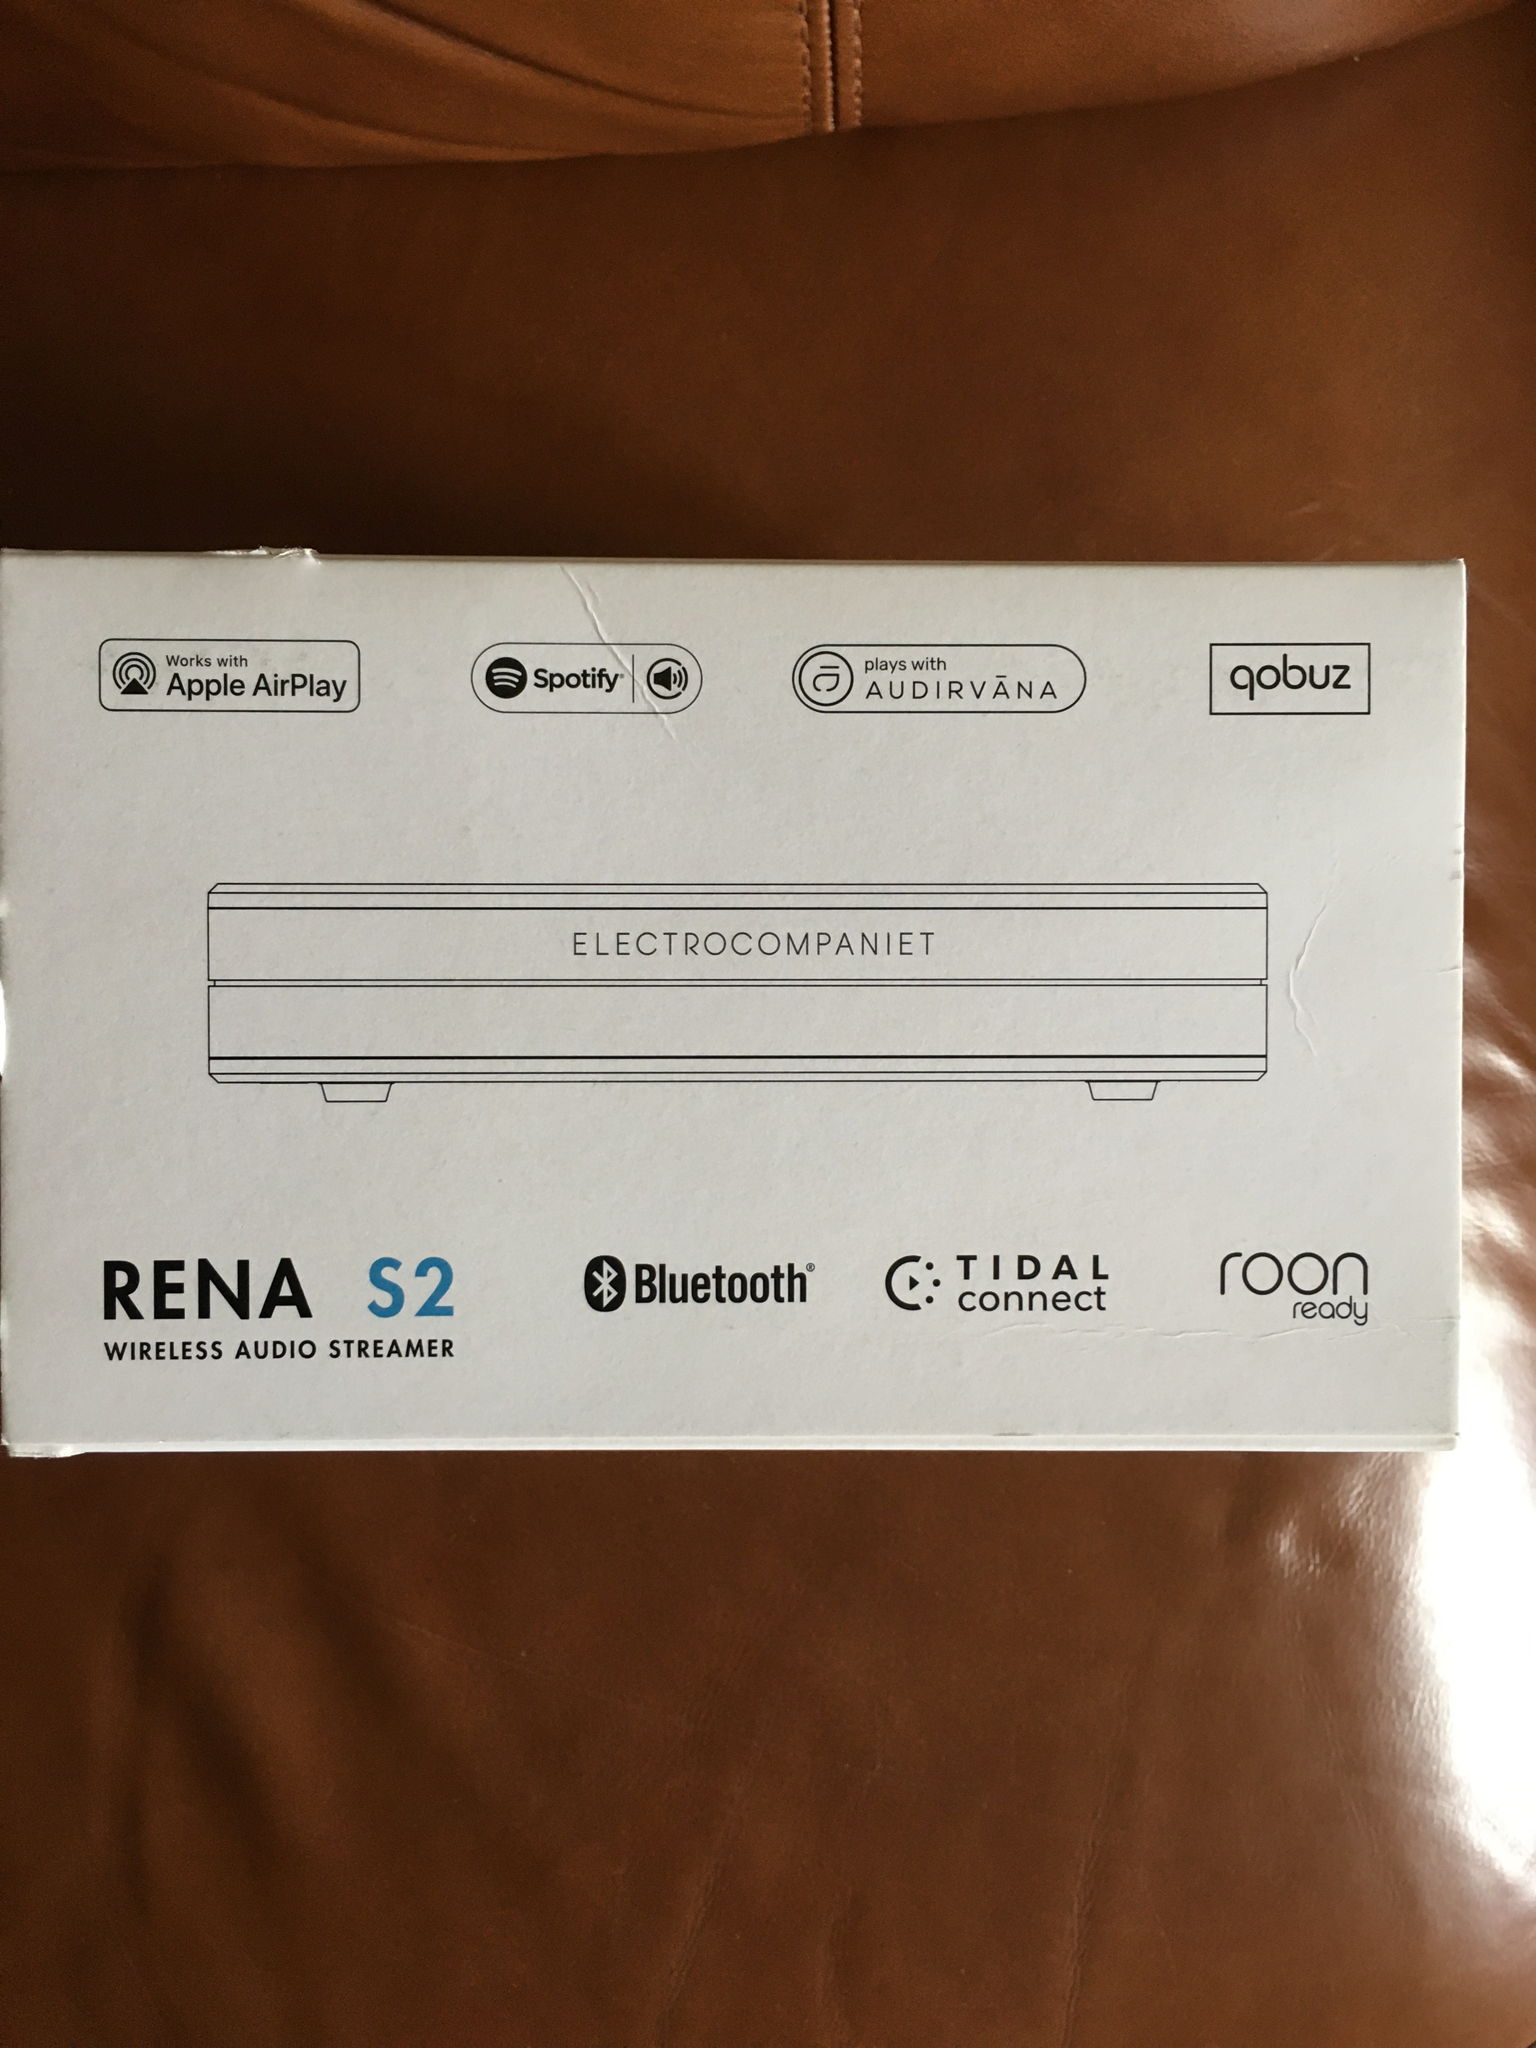 Works with
Apple AirPlay
Spotify
plays with
AUDIRVĀNA
qobuz
ELECTROCOMPANIET
RENA S2
WIRELESS AUDIO STREAMER
Bluetooth®
TIDAL
connect
roon
ready